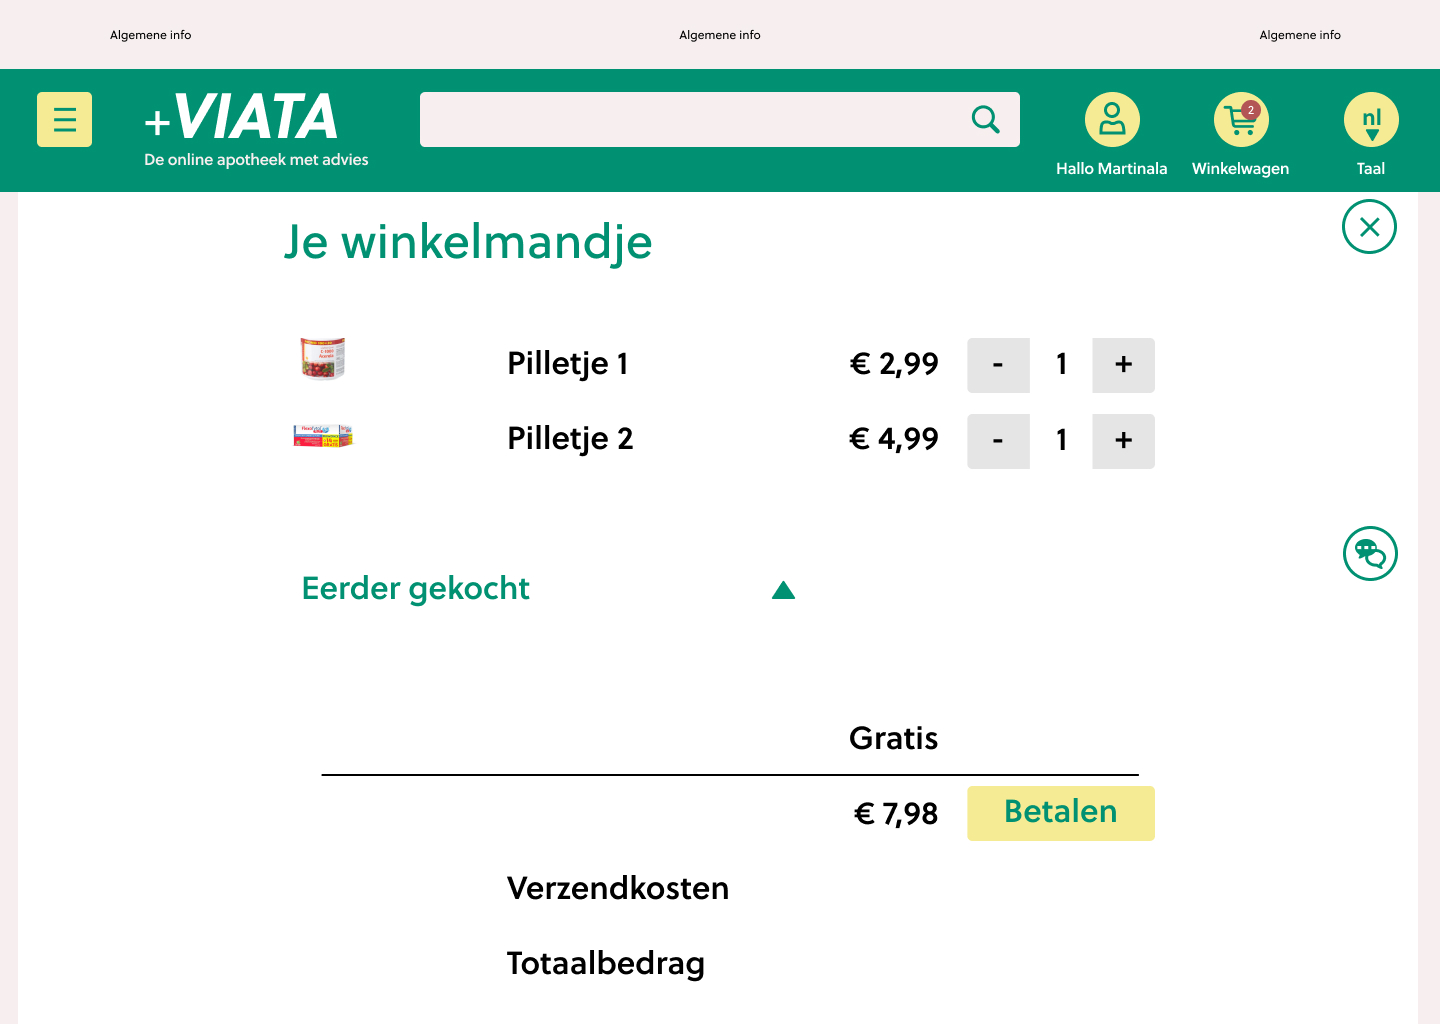 Algemene info
Algemene info
Algemene info
+VIATA
De online apotheek met advies
2
nl
Hallo Martinala
Winkelwagen
Taal
Je winkelmandje
Pilletje 1
€ 2,99
-
1
+
Pilletje 2
€ 4,99
-
1
+
Eerder gekocht
Gratis
€ 7,98
Betalen
Verzendkosten
Totaalbedrag